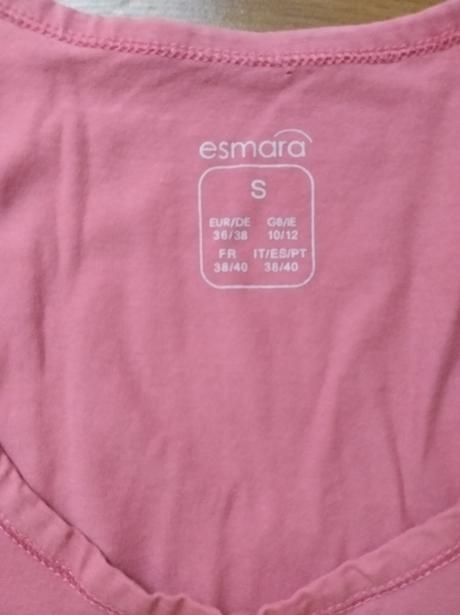 esmara
S
EUR/DE GB/IE
36/38 10/12
FR IT/ES/PT
38/40 38/40